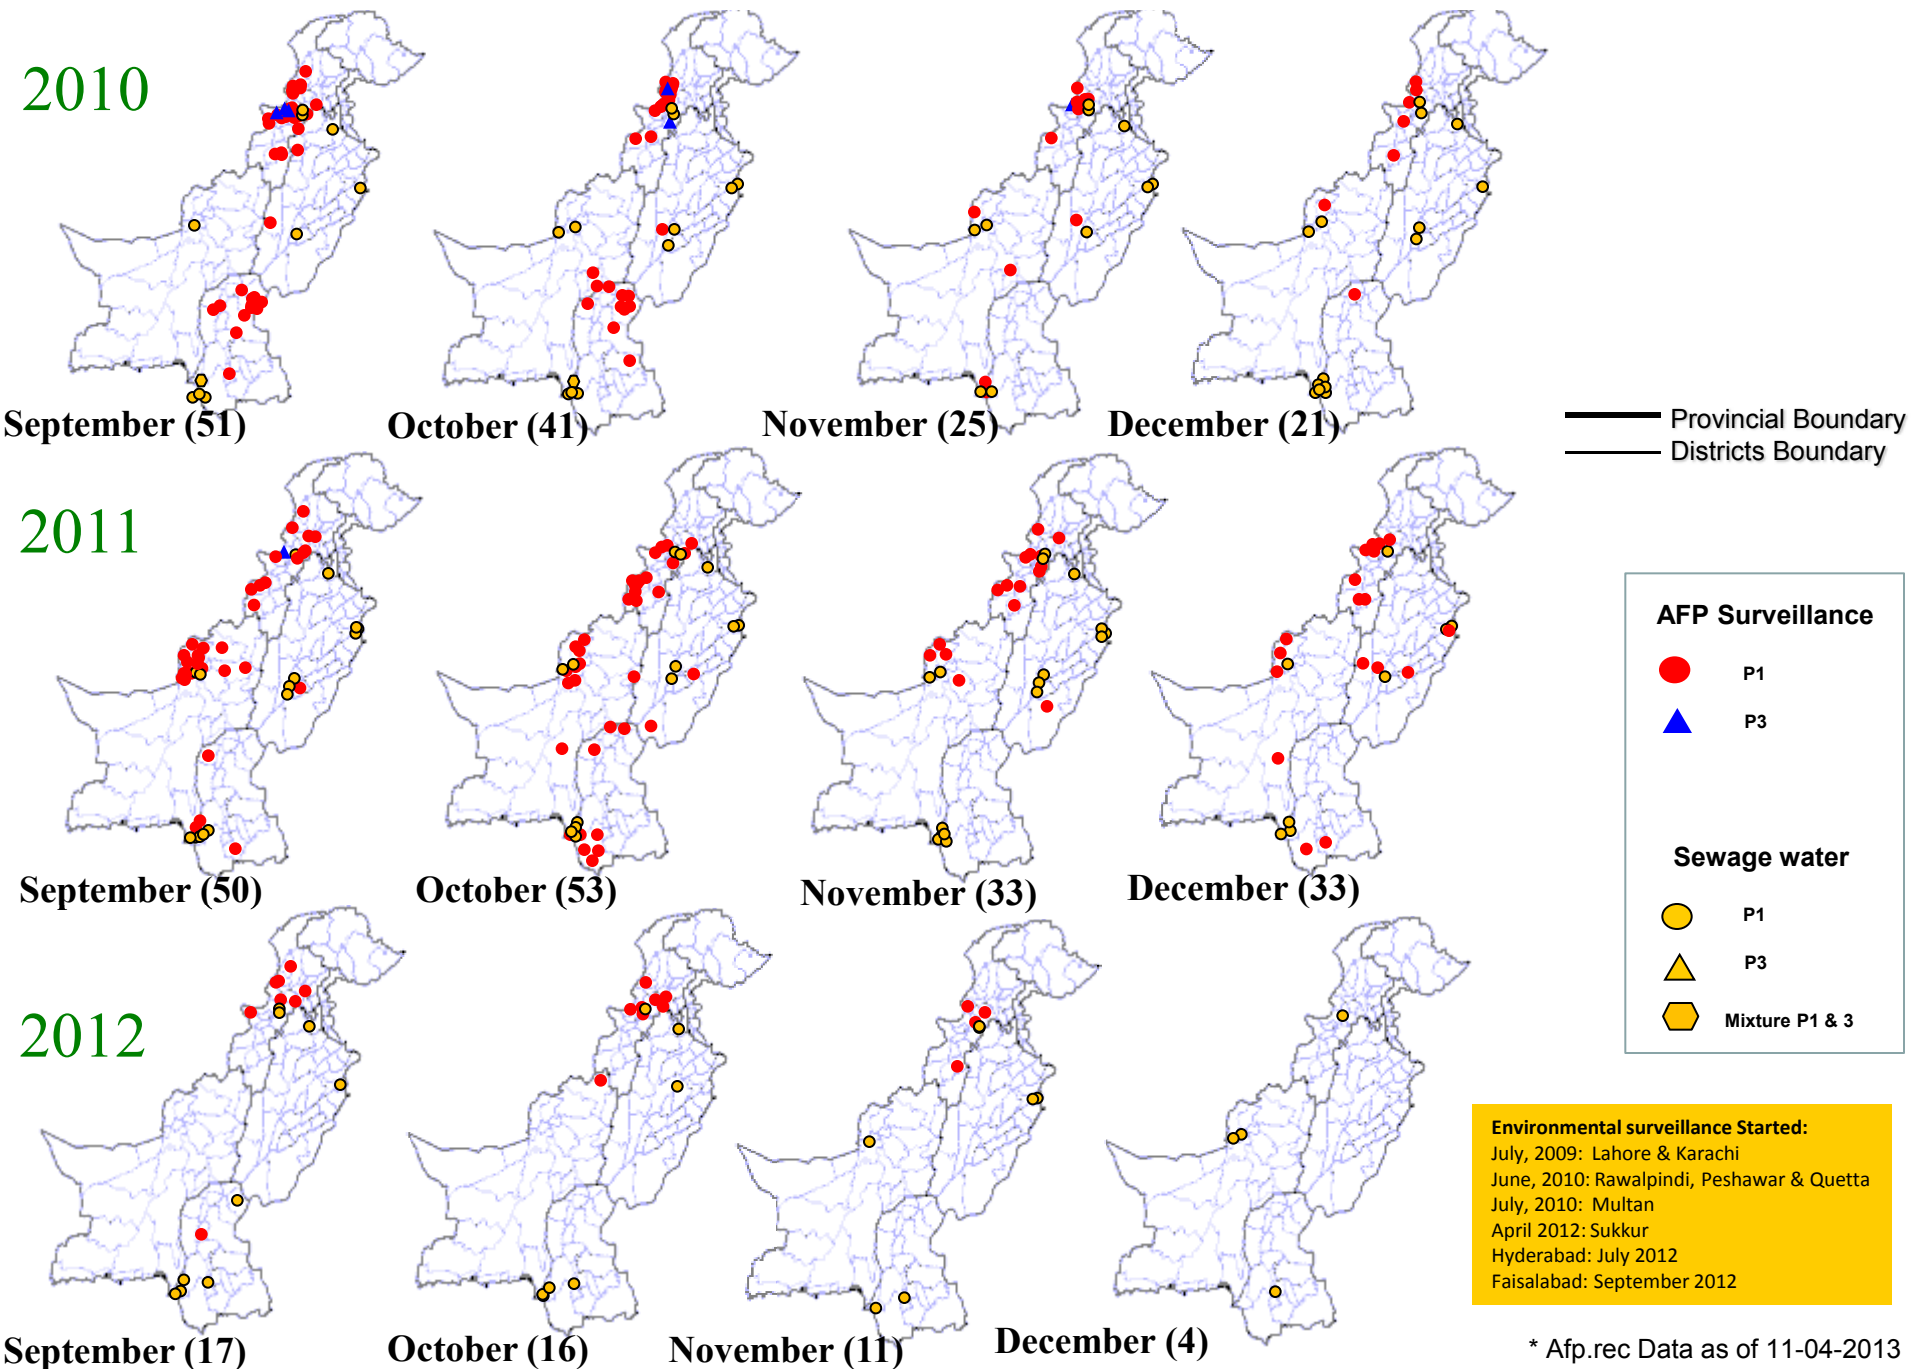 2010
September (51)
October (41)
November (25)
December (21)
Provincial Boundary
Districts Boundary
2011
September (50)
October (53)
November (33)
December (33)
AFP Surveillance
P1
P3
Sewage water
P1
P3
Mixture P1 & 3
2012
September (17)
October (16)
November (11)
December (4)
Environmental surveillance Started:
July, 2009: Lahore & Karachi
June, 2010: Rawalpindi, Peshawar & Quetta
July, 2010: Multan
April 2012: Sukkur
Hyderabad: July 2012
Faisalabad: September 2012
* Afp.rec Data as of 11-04-2013